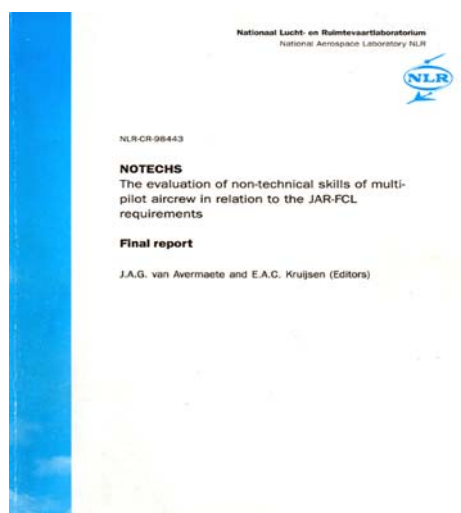 Nationaal Lucht- en Ruimtevaartlaboratorium
National Aerospace Laboratory NLR
NLR
NLR-CR-98443
NOTECHS
The evaluation of non-technical skills of multi-
pilot aircrew in relation to the JAR-FCL
requirements
Final report
J.A.G. van Avermaete and E.A.C. Kruijsen (Editors)